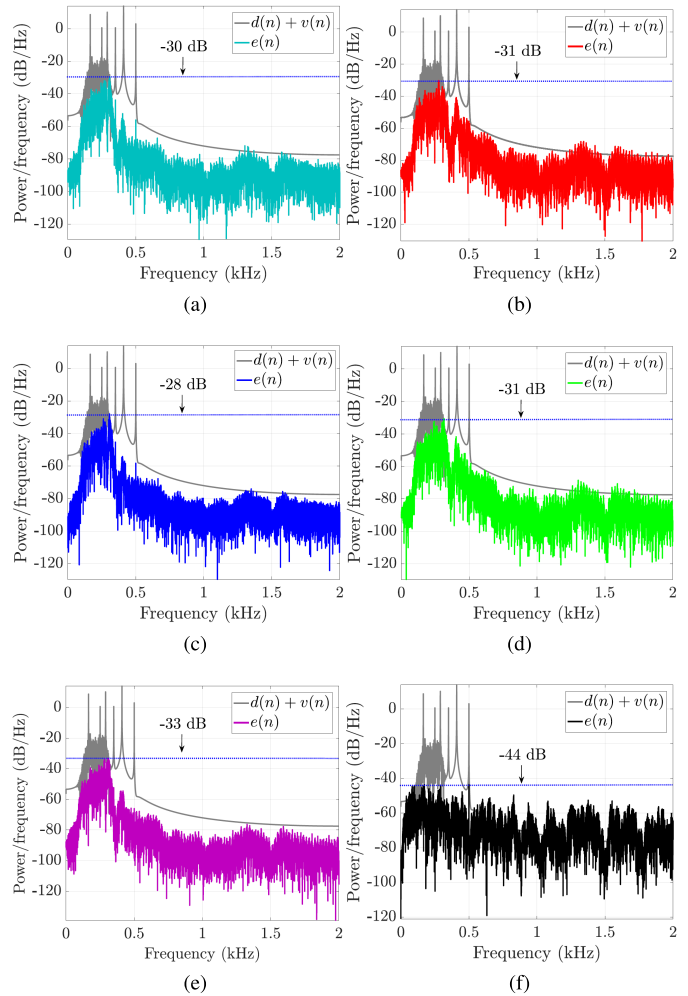 20
0
-20
-40
-60
-80
-100
-120
Power/frequency (dB/Hz)
-30 dB
d(n) + v(n)
e(n)
0
0.5
1
1.5
2
Frequency (kHz)
(a)
20
0
-20
-40
-60
-80
-100
-120
Power/frequency (dB/Hz)
-31 dB
d(n) + v(n)
e(n)
0
0.5
1
1.5
2
Frequency (kHz)
(b)
0
-20
-40
-60
-80
-100
-120
Power/frequency (dB/Hz)
-28 dB
d(n) + v(n)
e(n)
0
0.5
1
1.5
2
Frequency (kHz)
(c)
20
0
-20
-40
-60
-80
-100
-120
Power/frequency (dB/Hz)
-31 dB
d(n) + v(n)
e(n)
0
0.5
1
1.5
2
Frequency (kHz)
(d)
0
-20
-40
-60
-80
-100
-120
Power/frequency (dB/Hz)
-33 dB
d(n) + v(n)
e(n)
0
0.5
1
1.5
2
Frequency (kHz)
(e)
0
-20
-40
-60
-80
-100
-120
Power/frequency (dB/Hz)
-44 dB
d(n) + v(n)
e(n)
0
0.5
1
1.5
2
Frequency (kHz)
(f)